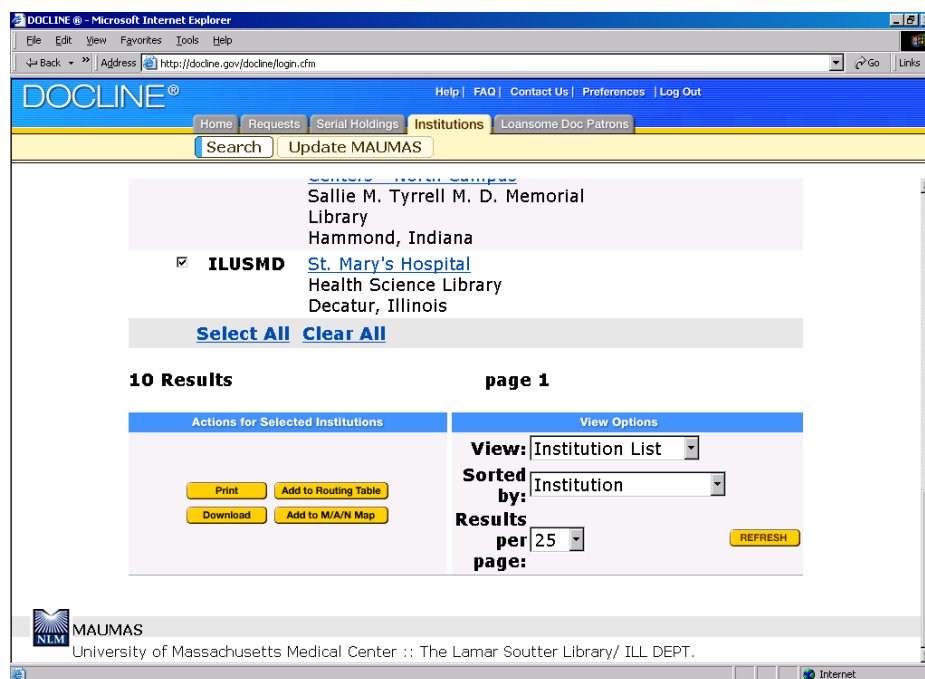 DOCLINE ® - Microsoft Internet Explorer
File Edit View Favorites Tools Help
Back » Address http://docline.gov/docline/login.cfm Go Links
DOCLINE®
Help | FAQ | Contact Us | Preferences | Log Out
Home Requests Serial Holdings Institutions Loansome Doc Patrons
Search Update MAUMAS
Centers - North Campus
Sallie M. Tyrrell M. D. Memorial
Library
Hammond, Indiana
ILUSMD St. Mary's Hospital
Health Science Library
Decatur, Illinois
Select All Clear All
10 Results page 1
Actions for Selected Institutions
Print Add to Routing Table
Download Add to M/A/N Map
View Options
View: Institution List
Sorted by: Institution
Results per page: 25
REFRESH
NLM
MAUMAS
University of Massachusetts Medical Center :: The Lamar Soutter Library/ ILL DEPT.
Internet